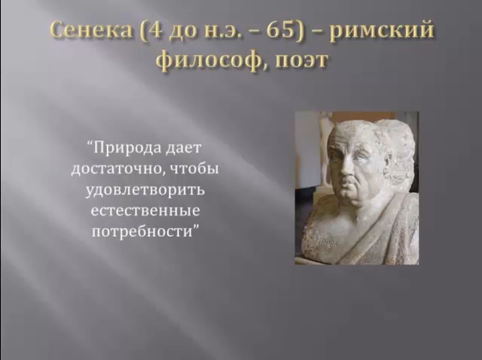 Сенека (4 до н.э. – 65) – римский
философ, поэт
“Природа дает
достаточно, чтобы
удовлетворить
естественные
потребности”